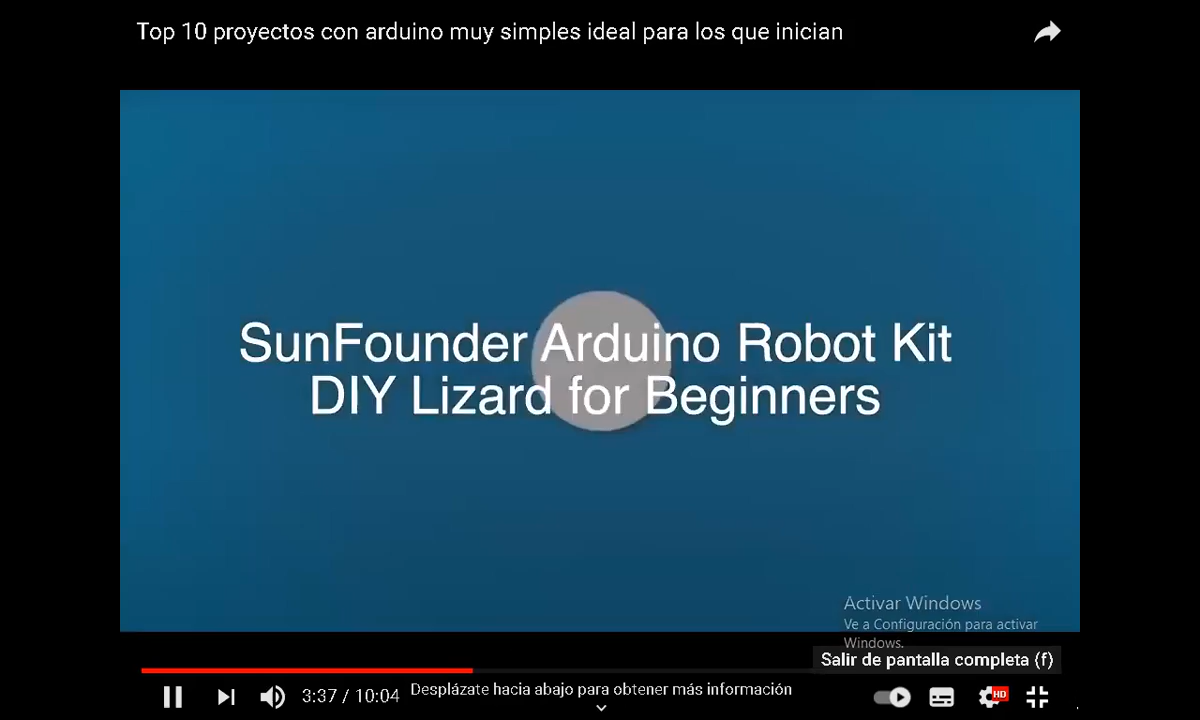 Top 10 proyectos con arduino muy simples ideal para los que inician
SunFounder Arduino Robot Kit
DIY Lizard for Beginners
Activar Windows
Ve a Configuración para activar
Windows.
Salir de pantalla completa (f)
3:37 / 10:04
Desplázate hacia abajo para obtener más información
HD